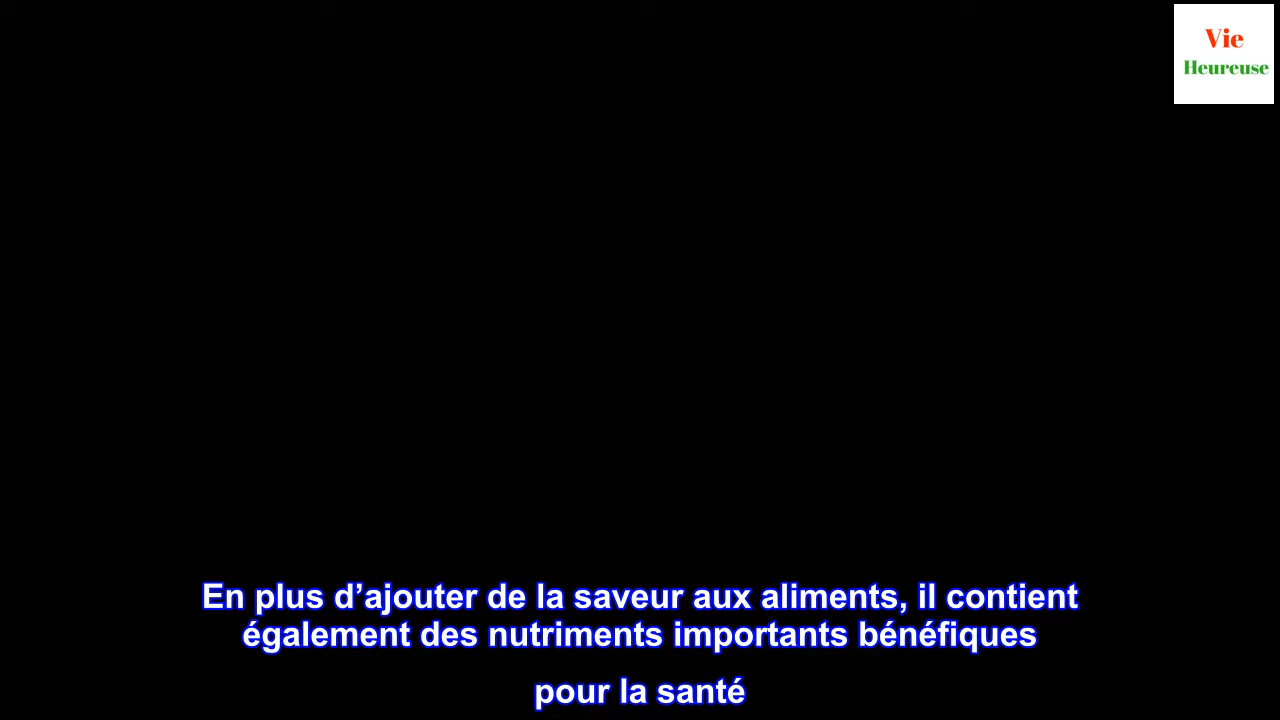 Vie
Heureuse
En plus d’ajouter de la saveur aux aliments, il contient
également des nutriments importants bénéfiques
pour la santé